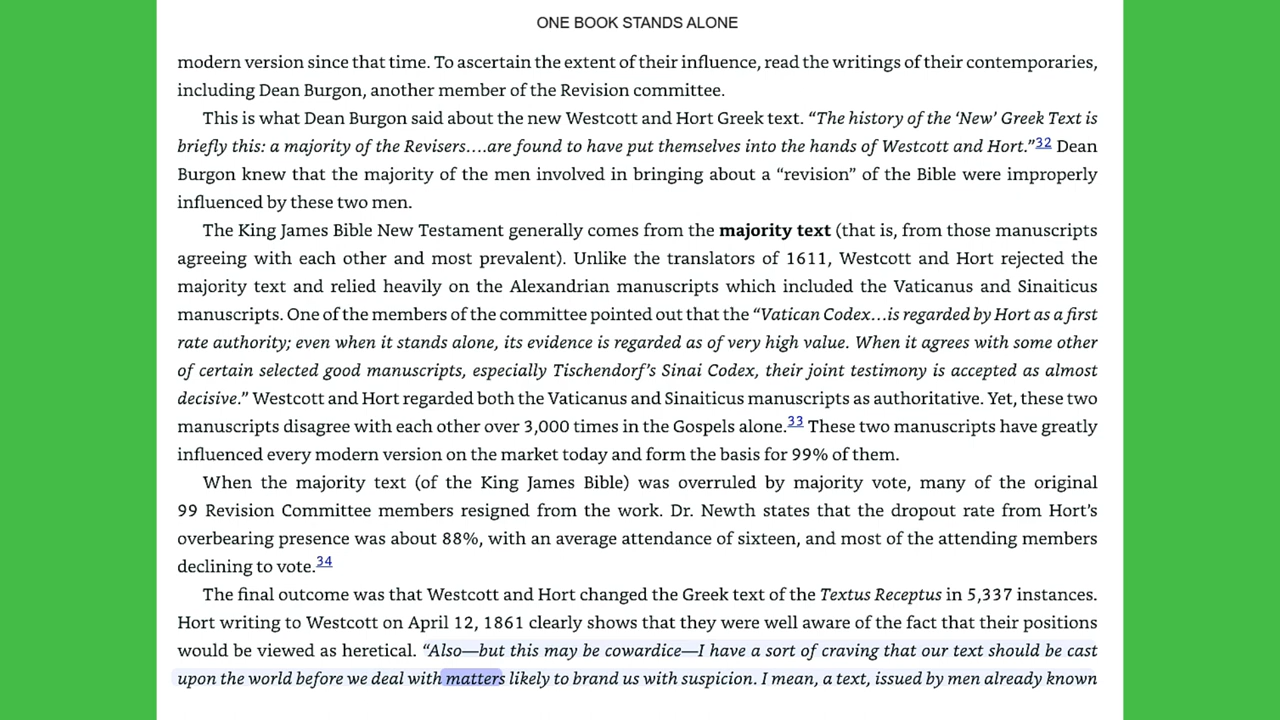 ONE BOOK STANDS ALONE
modern version since that time. To ascertain the extent of their influence, read the writings of their contemporaries,
including Dean Burgon, another member of the Revision committee.
This is what Dean Burgon said about the new Westcott and Hort Greek text. “The history of the ‘New’ Greek Text is
briefly this: a majority of the Revisers….are found to have put themselves into the hands of Westcott and Hort.”32 Dean
Burgon knew that the majority of the men involved in bringing about a “revision” of the Bible were improperly
influenced by these two men.
The King James Bible New Testament generally comes from the majority text (that is, from those manuscripts
agreeing with each other and most prevalent). Unlike the translators of 1611, Westcott and Hort rejected the
majority text and relied heavily on the Alexandrian manuscripts which included the Vaticanus and Sinaiticus
manuscripts. One of the members of the committee pointed out that the “Vatican Codex…is regarded by Hort as a first
rate authority; even when it stands alone, its evidence is regarded as of very high value. When it agrees with some other
of certain selected good manuscripts, especially Tischendorf’s Sinai Codex, their joint testimony is accepted as almost
decisive.” Westcott and Hort regarded both the Vaticanus and Sinaiticus manuscripts as authoritative. Yet, these two
manuscripts disagree with each other over 3,000 times in the Gospels alone.33 These two manuscripts have greatly
influenced every modern version on the market today and form the basis for 99% of them.
When the majority text (of the King James Bible) was overruled by majority vote, many of the original
99 Revision Committee members resigned from the work. Dr. Newth states that the dropout rate from Hort’s
overbearing presence was about 88%, with an average attendance of sixteen, and most of the attending members
declining to vote.34
The final outcome was that Westcott and Hort changed the Greek text of the Textus Receptus in 5,337 instances.
Hort writing to Westcott on April 12, 1861 clearly shows that they were well aware of the fact that their positions
would be viewed as heretical. “Also—but this may be cowardice—I have a sort of craving that our text should be cast
upon the world before we deal with matters likely to brand us with suspicion. I mean, a text, issued by men already known